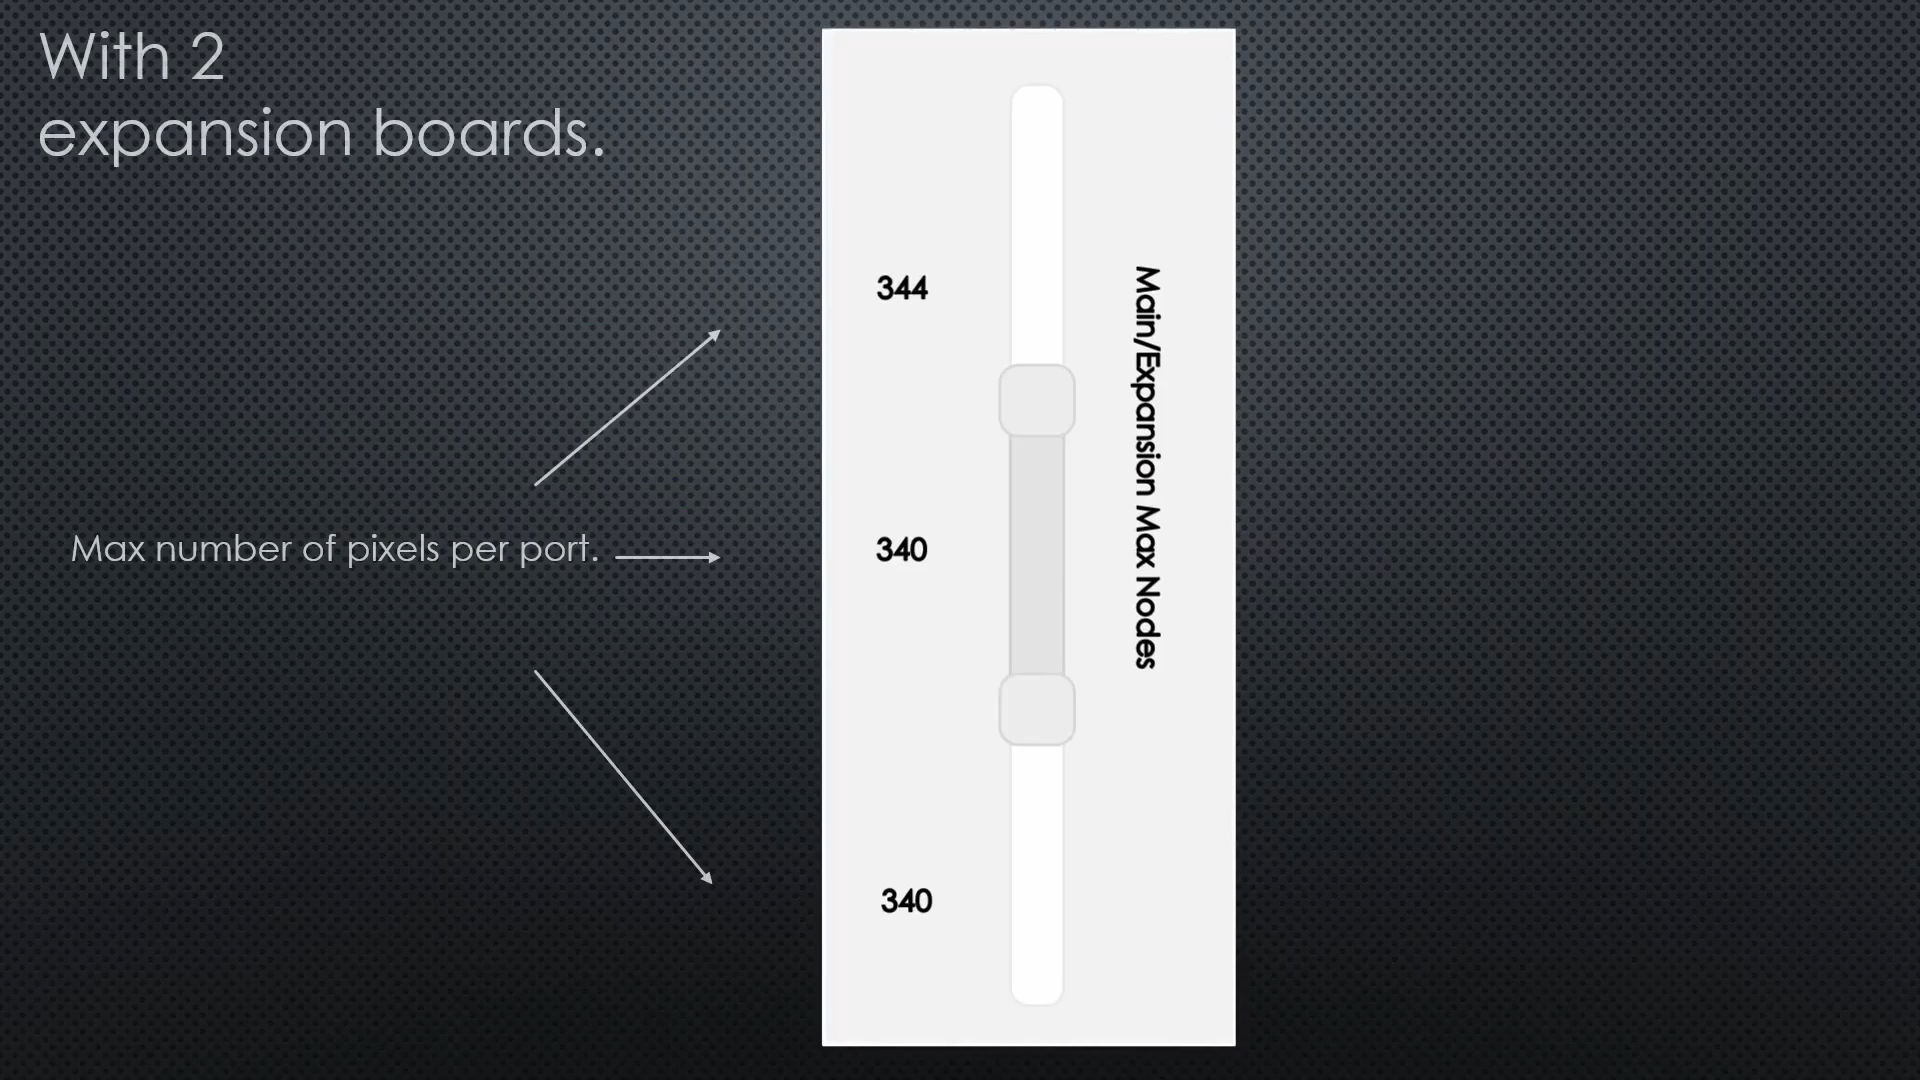 With 2
expansion boards.
344
Main/Expansion Max Nodes
Max number of pixels per port.
340
340